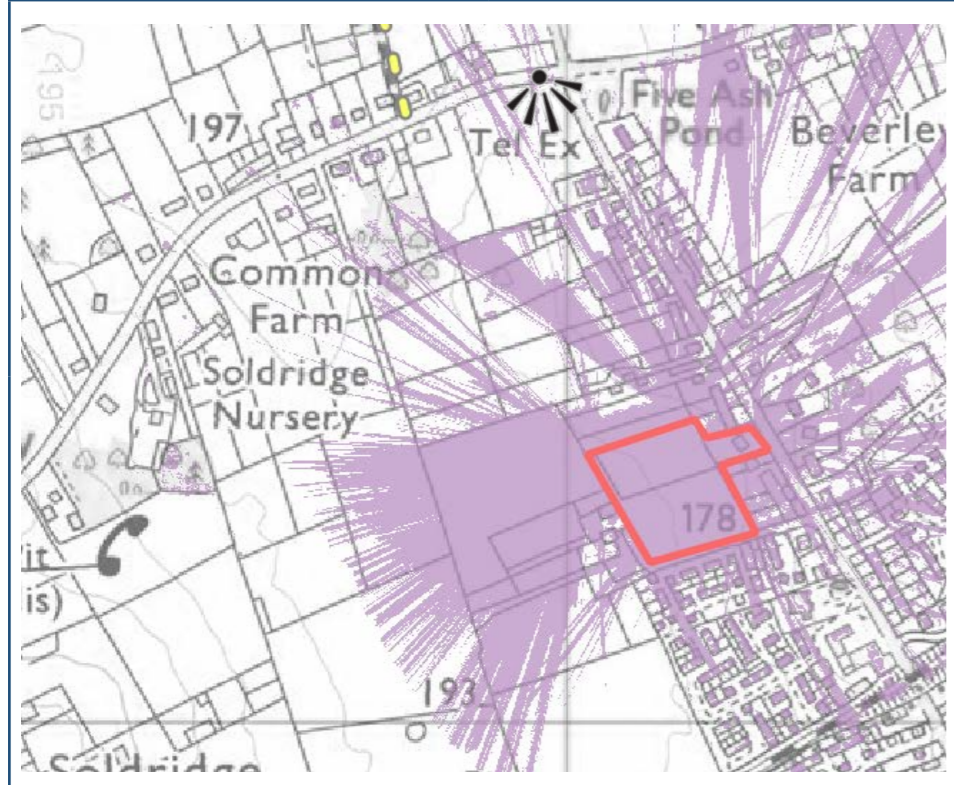 195
197
Tel Ex
Five Ash
Pond
Beverley
Farm
Common
Farm
Soldridge
Nursery
178
it
is)
193
Soldridge